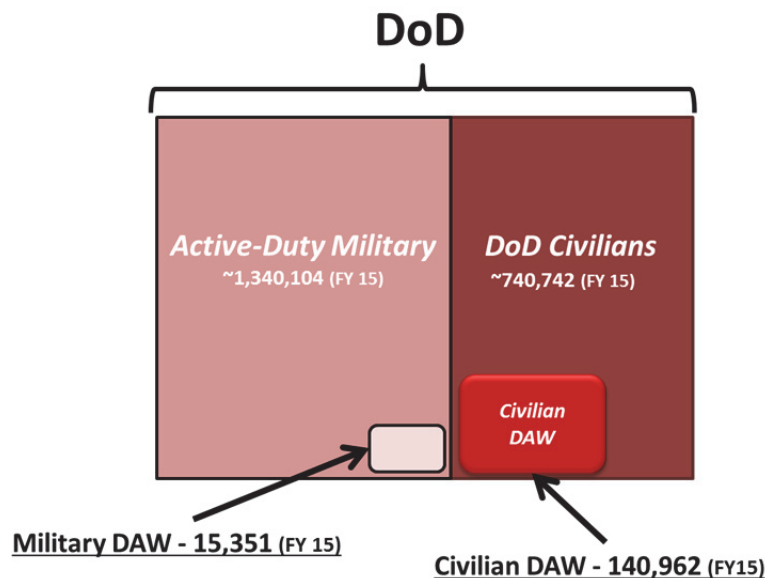 DoD
Active-Duty Military
~1,340,104 (FY 15)
DoD Civilians
~740,742 (FY 15)
Civilian
DAW
Military DAW - 15,351 (FY 15)
Civilian DAW - 140,962 (FY15)